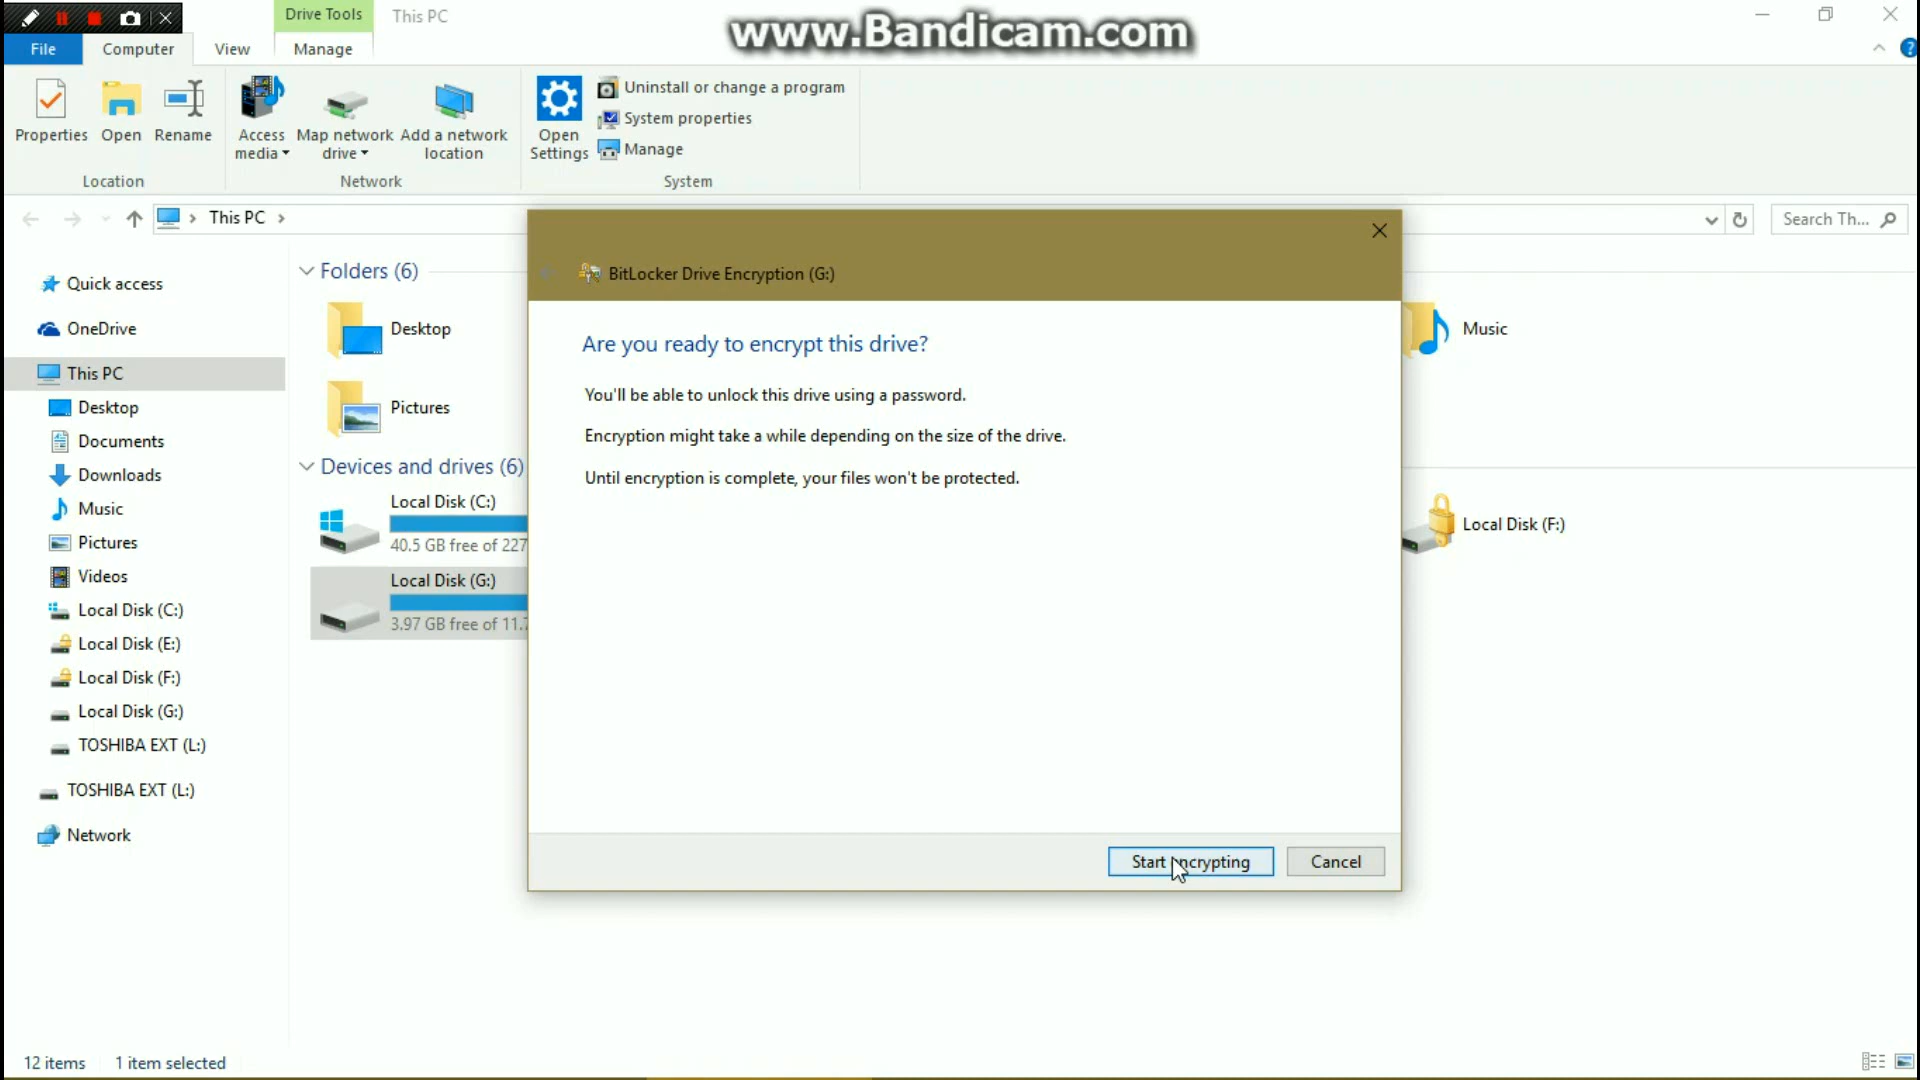 Drive Tools
This PC
www.Bandicam.com
File
Computer
View
Manage
Properties
Open
Rename
Access media
Map network drive
Add a network location
Open Settings
Uninstall or change a program
System properties
Manage
Location
Network
System
This PC
Search Th...
Quick access
OneDrive
This PC
Desktop
Documents
Downloads
Music
Pictures
Videos
Local Disk (C:)
Local Disk (E:)
Local Disk (F:)
Local Disk (G:)
TOSHIBA EXT (L:)
TOSHIBA EXT (L:)
Network
Folders (6)
Desktop
Pictures
Music
Devices and drives (6)
Local Disk (C:)
40.5 GB free of 227
Local Disk (G:)
3.97 GB free of 11.7
Local Disk (F:)
BitLocker Drive Encryption (G:)
Are you ready to encrypt this drive?
You'll be able to unlock this drive using a password.
Encryption might take a while depending on the size of the drive.
Until encryption is complete, your files won't be protected.
Start encrypting
Cancel
12 items
1 item selected